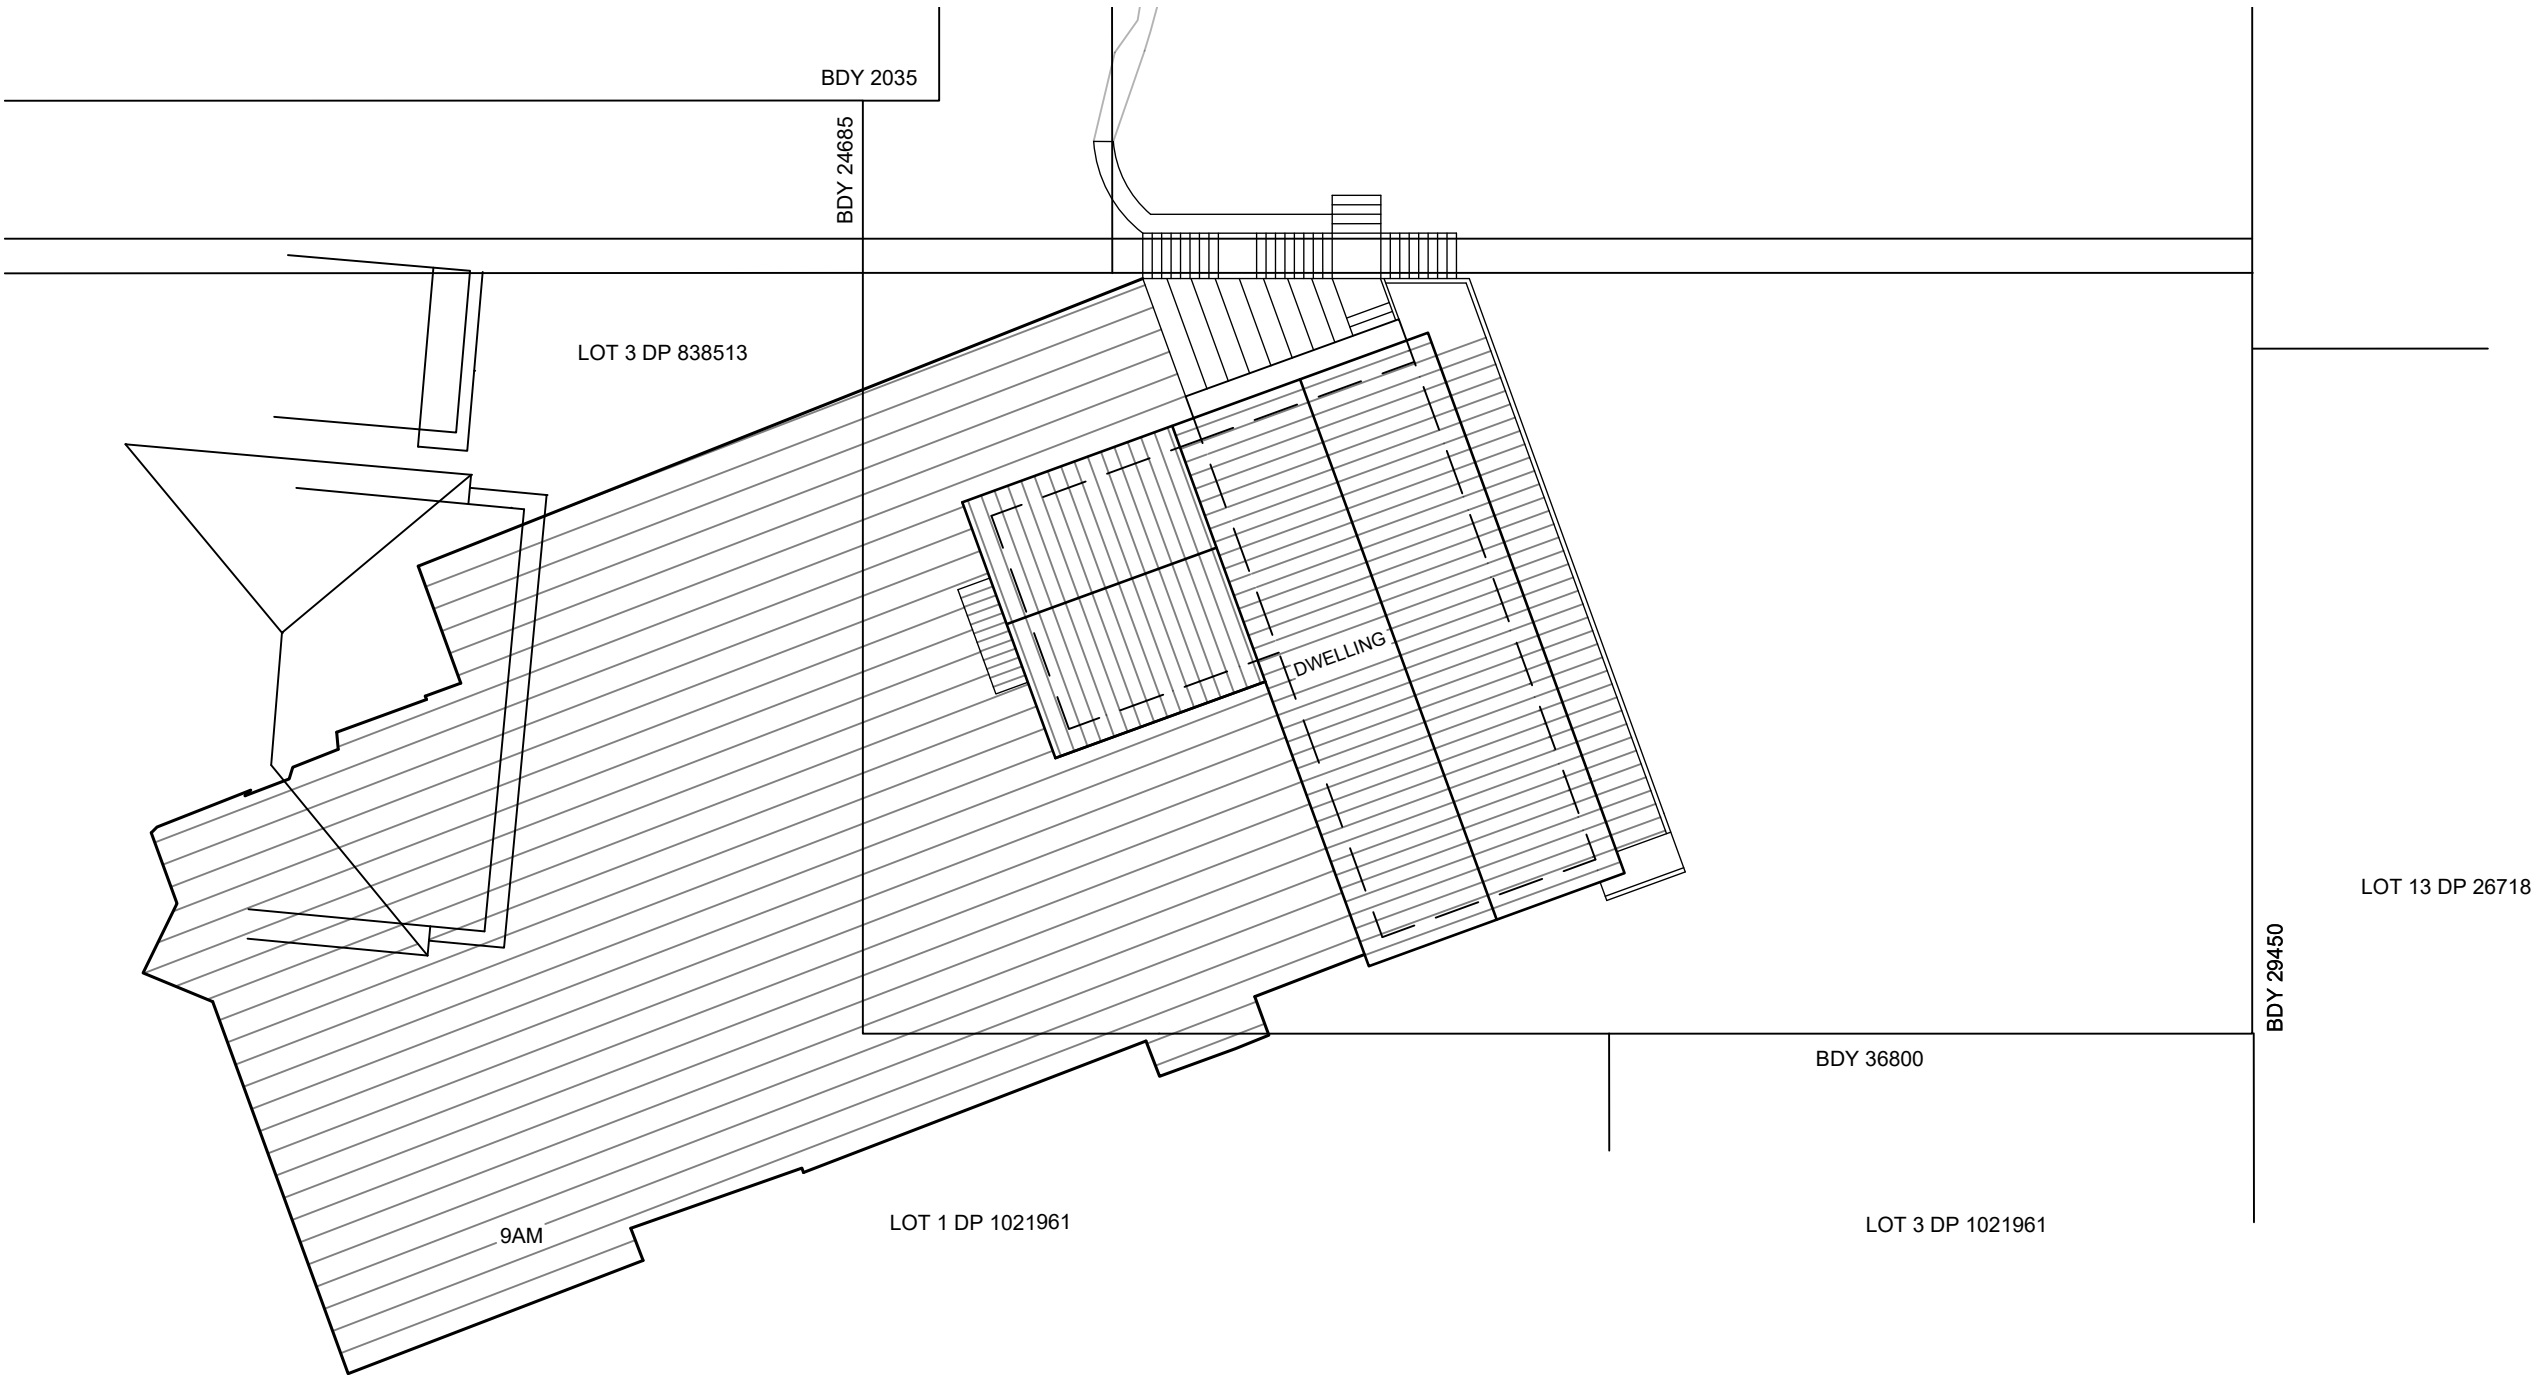 BDY 2035
BDY 24685
LOT 3 DP 838513
DWELLING
LOT 13 DP 26718
BDY 29450
BDY 36800
9AM
LOT 1 DP 1021961
LOT 3 DP 1021961